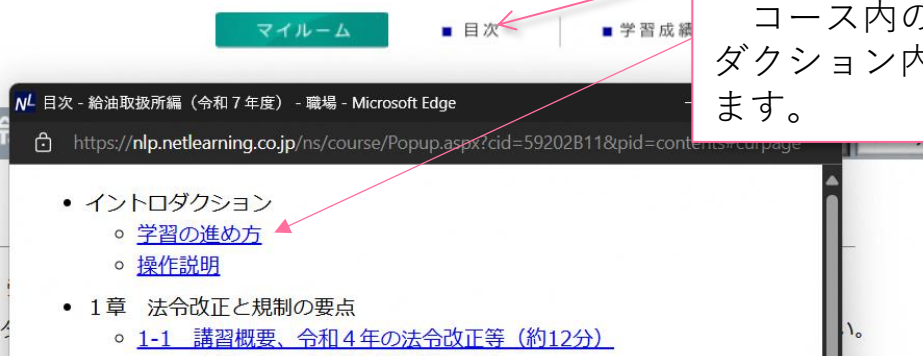 コース内の
マイルーム ■ 目次 ■ 学習成績
ダクション内
ます。
NL 目次 - 給油取扱所編（令和７年度） - 職場 - Microsoft Edge
https://nlp.netlearning.co.jp/ns/course/Popup.aspx?cid=59202B11&pid=contents#curpage
• イントロダクション
○ 学習の進め方
○ 操作説明
• １章　法令改正と規制の要点
○ 1-1　講習概要、令和４年の法令改正等（約12分）
い。